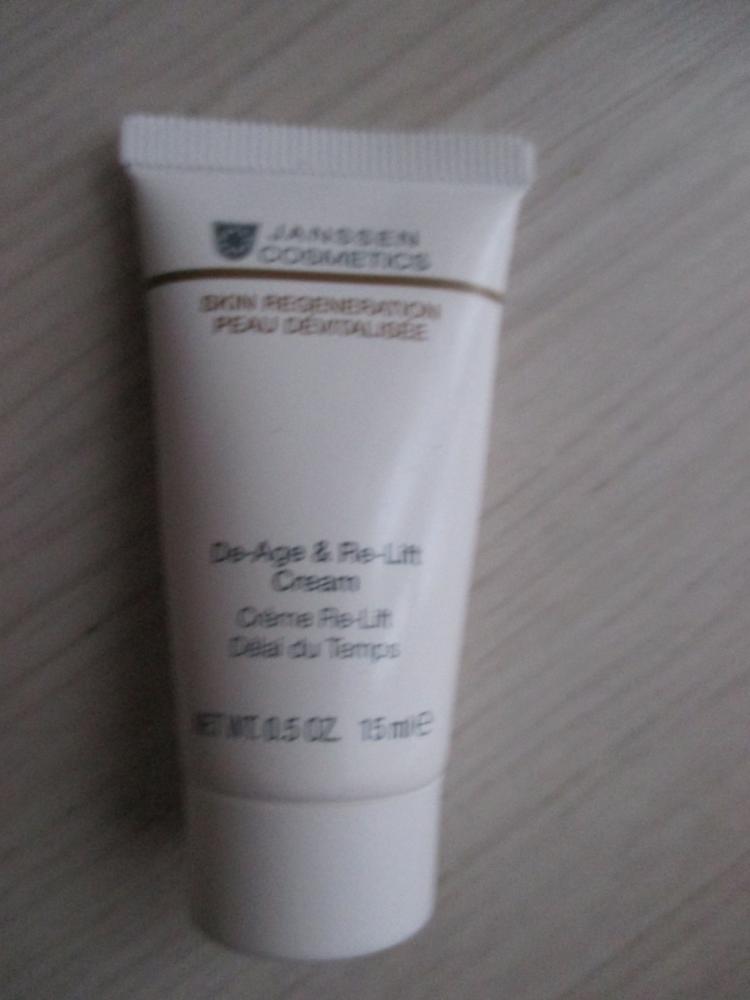 JANSSEN
COSMETICS
SKIN REGENERATION
PEAU DÉVITALISÉE
De-Age & Re-Lift
Cream
Crème Re-Lift
Délai du Temps
NET WT. 0.5 OZ. 15 ml ℮